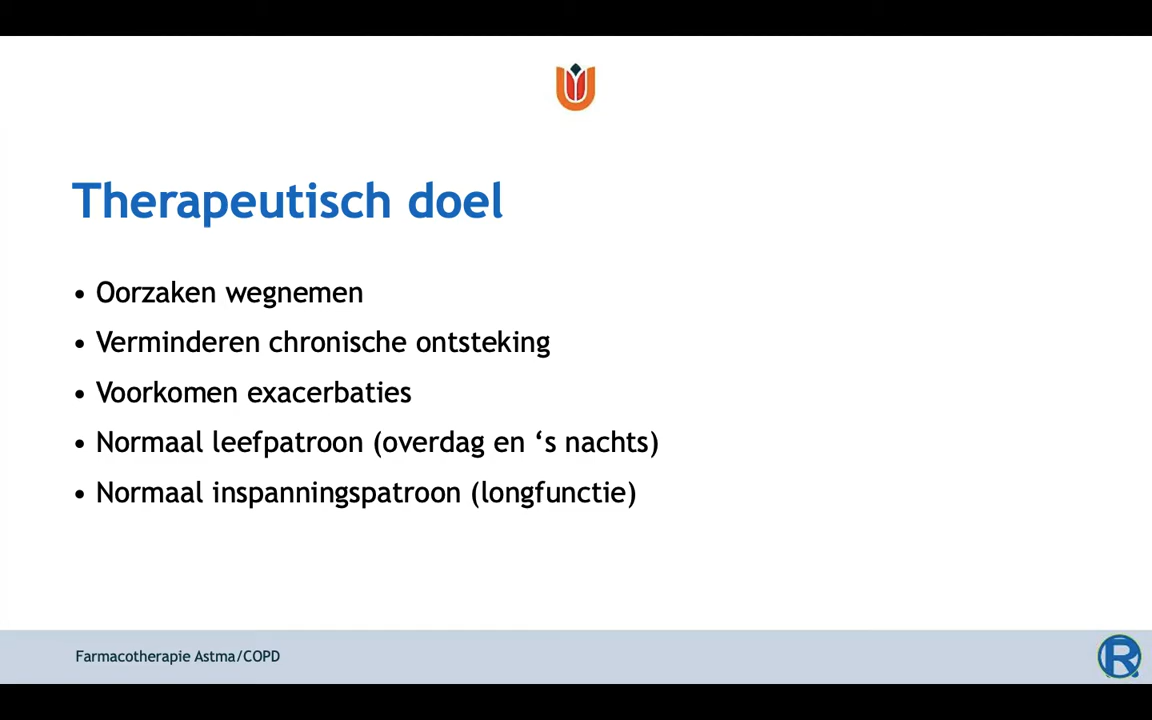 Therapeutisch doel
• Oorzaken wegnemen
• Verminderen chronische ontsteking
• Voorkomen exacerbaties
• Normaal leefpatroon (overdag en ‘s nachts)
• Normaal inspanningspatroon (longfunctie)
Farmacotherapie Astma/COPD
R